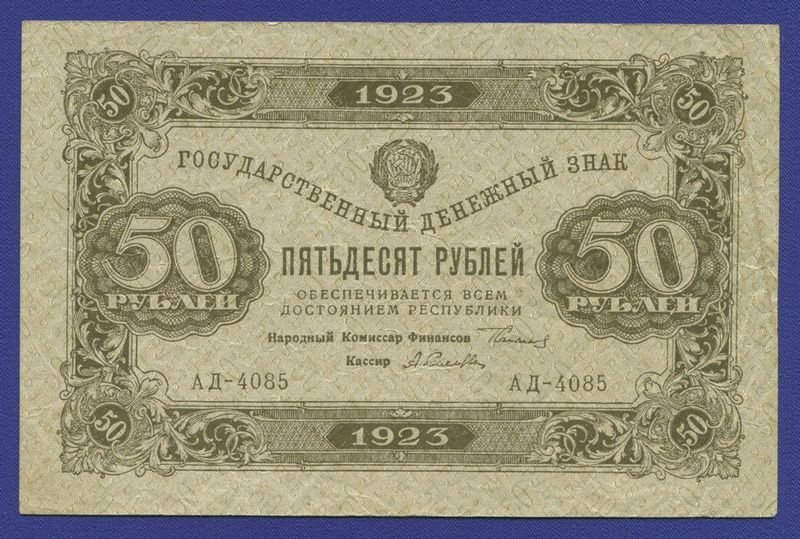 50 1923 50
ГОСУДАРСТВЕННЫЙ ДЕНЕЖНЫЙ ЗНАК
50 РУБЛЕЙ
ПЯТЬДЕСЯТ РУБЛЕЙ
50 РУБЛЕЙ
ОБЕСПЕЧИВАЕТСЯ ВСЕМ
ДОСТОЯНИЕМ РЕСПУБЛИКИ
Народный Комиссар Финансов
Кассир
АД-4085 АД-4085
50 1923 50